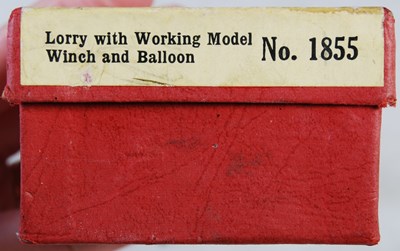 Lorry with Working Model
Winch and Balloon
No. 1855